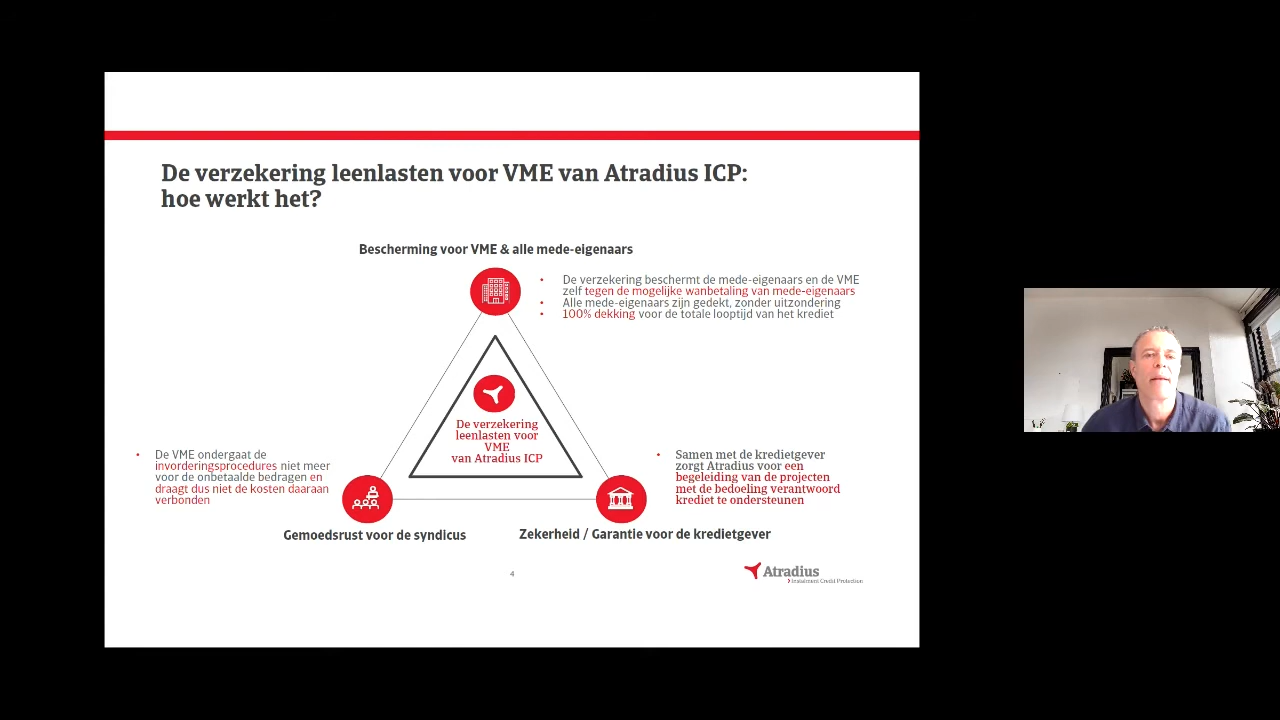 De verzekering leenlasten voor VME van Atradius ICP:
hoe werkt het?
Bescherming voor VME & alle mede-eigenaars
• De verzekering beschermt de mede-eigenaars en de VME
zelf tegen de mogelijke wanbetaling van mede-eigenaars
• Alle mede-eigenaars zijn gedekt, zonder uitzondering
• 100% dekking voor de totale looptijd van het krediet
De verzekering
leenlasten voor
VME
van Atradius ICP
• De VME ondergaat de
invorderingsprocedures niet meer
voor de onbetaalde bedragen en
draagt dus niet de kosten daaraan
verbonden
• Samen met de kredietgever
zorgt Atradius voor een
begeleiding van de projecten
met de bedoeling verantwoord
krediet te ondersteunen
Gemoedsrust voor de syndicus
Zekerheid / Garantie voor de kredietgever
4
Atradius
Instalment Credit Protection